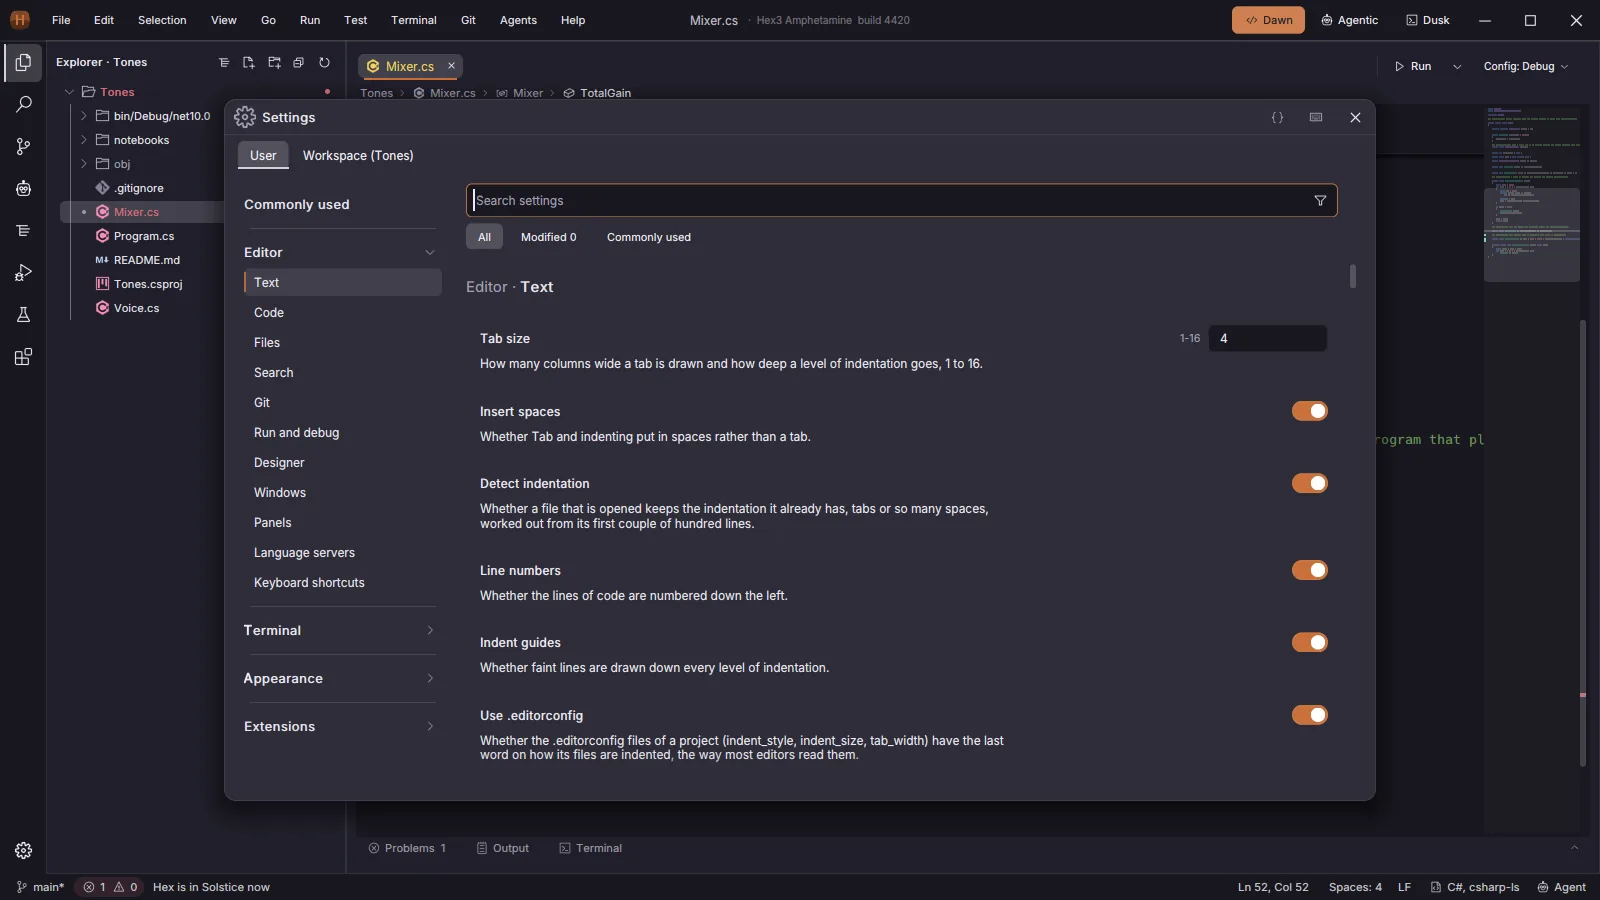 File Edit Selection View Go Run Test Terminal Git Agents Help
Mixer.cs · Hex3 Amphetamine build 4420
Dawn Agentic Dusk
Explorer · Tones
Mixer.cs
Run Config: Debug
Tones
Tones > Mixer.cs > Mixer > TotalGain
bin/Debug/net10.0
notebooks
obj
.gitignore
Mixer.cs
Program.cs
README.md
Tones.csproj
Voice.cs
Settings
User Workspace (Tones)
Commonly used
Editor
Text
Code
Files
Search
Git
Run and debug
Designer
Windows
Panels
Language servers
Keyboard shortcuts
Terminal
Appearance
Extensions
Search settings
All Modified 0 Commonly used
Editor · Text
Tab size
1-16 4
How many columns wide a tab is drawn and how deep a level of indentation goes, 1 to 16.
Insert spaces
Whether Tab and indenting put in spaces rather than a tab.
Detect indentation
Whether a file that is opened keeps the indentation it already has, tabs or so many spaces,
worked out from its first couple of hundred lines.
Line numbers
Whether the lines of code are numbered down the left.
Indent guides
Whether faint lines are drawn down every level of indentation.
Use .editorconfig
Whether the .editorconfig files of a project (indent_style, indent_size, tab_width) have the last
word on how its files are indented, the way most editors read them.
rogram that pl
Problems 1 Output Terminal
main* 1 0 Hex is in Solstice now
Ln 52, Col 52 Spaces: 4 LF C#, csharp-ls Agent